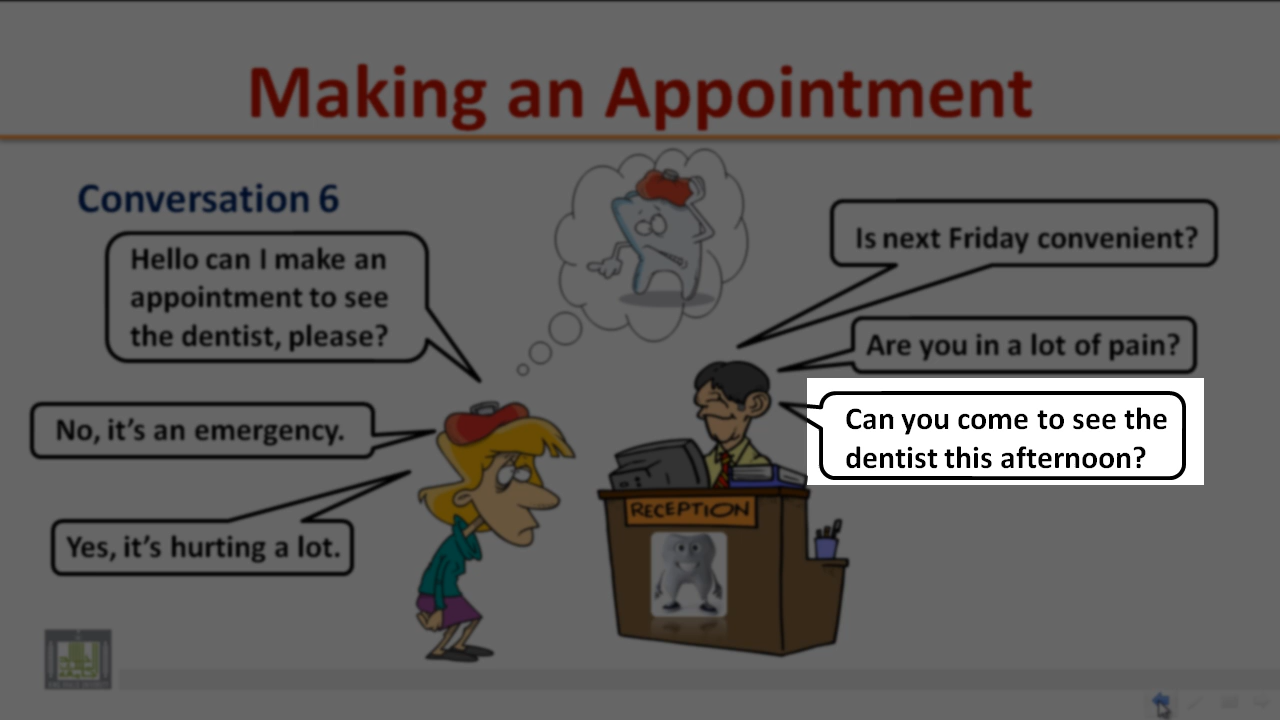 Making an Appointment
Conversation 6
Hello can I make an
appointment to see
the dentist, please?
Is next Friday convenient?
No, it's an emergency.
Are you in a lot of pain?
Yes, it's hurting a lot.
Can you come to see the
dentist this afternoon?
RECEPTION